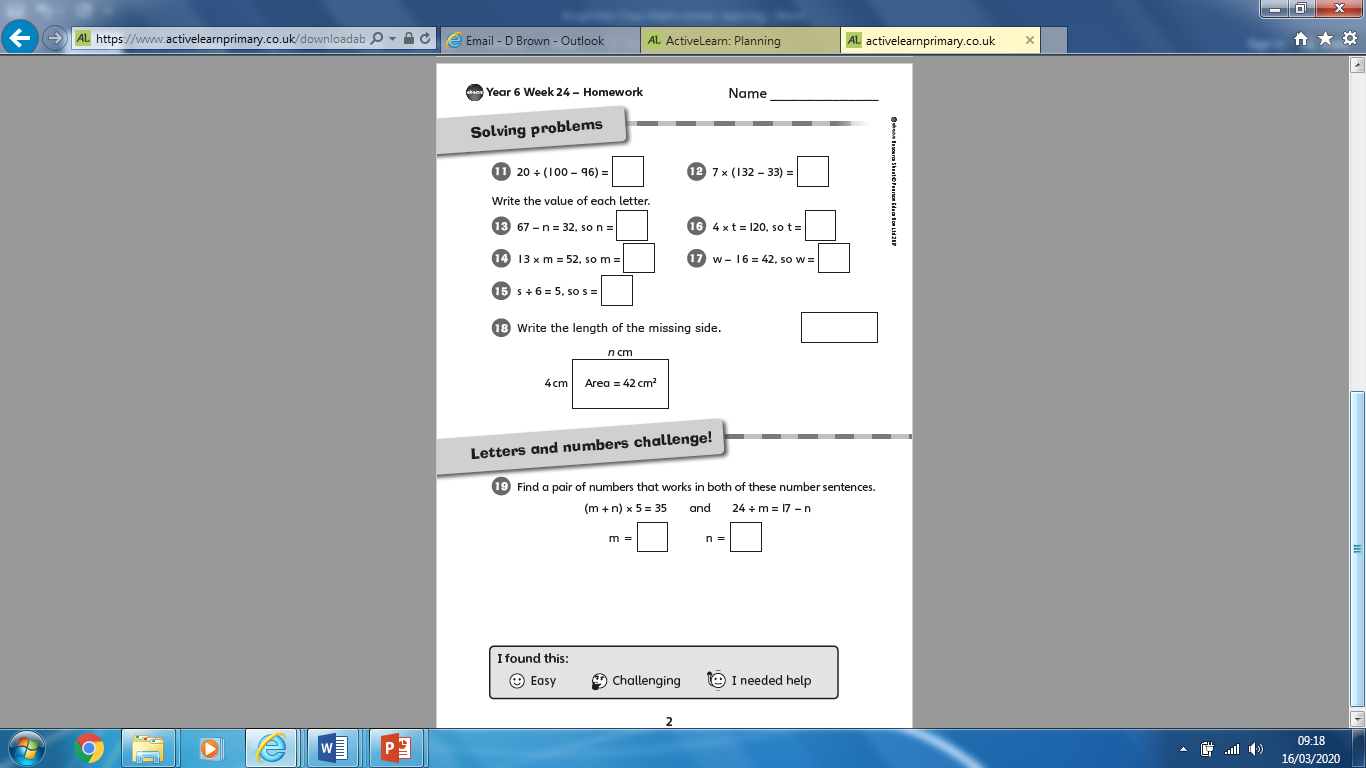 https://www.activelearnprimary.co.uk/downloadab
Email - D Brown - Outlook
ActiveLearn: Planning
activelearnprimary.co.uk
Year 6 Week 24 – Homework
Name
Solving problems
11 20 ÷ (100 – 96) =
12 7 × (132 – 33) =
Write the value of each letter.
13 67 – n = 32, so n =
16 4 × t = 120, so t =
14 13 × m = 52, so m =
17 w – 16 = 42, so w =
15 s ÷ 6 = 5, so s =
18 Write the length of the missing side.
n cm
4 cm Area = 42 cm²
Letters and numbers challenge!
19 Find a pair of numbers that works in both of these number sentences.
(m + n) × 5 = 35 and 24 ÷ m = 17 – n
m = n =
I found this:
Easy Challenging I needed help
2
09:18
16/03/2020